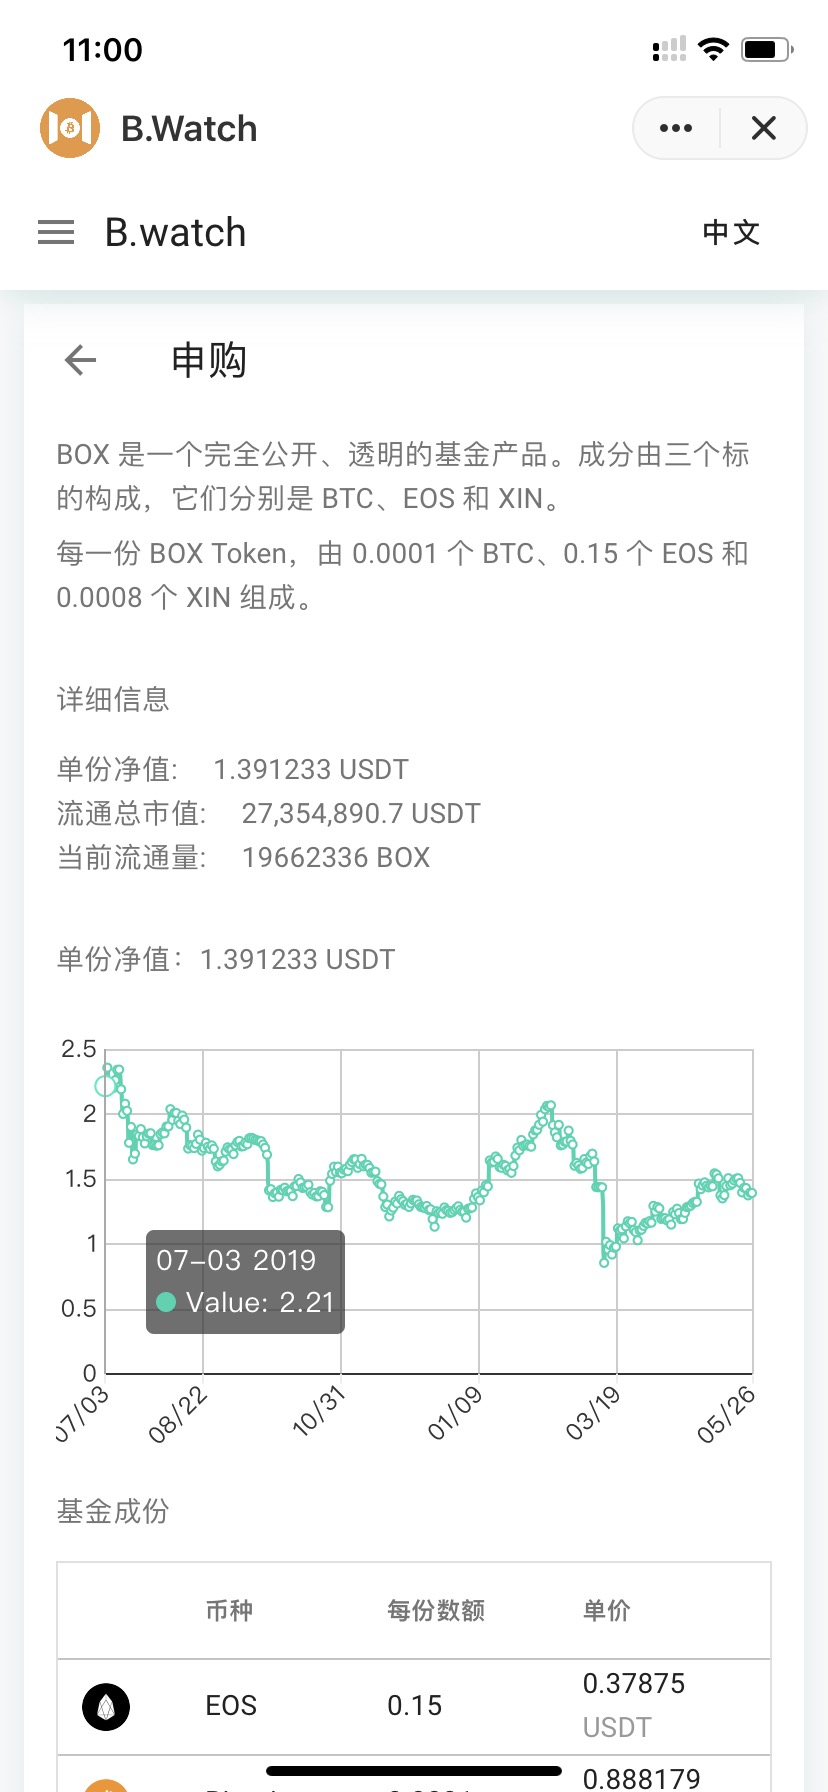 11:00
B.Watch
B.watch
中文
申购
BOX 是一个完全公开、透明的基金产品。成分由三个标
的构成，它们分别是 BTC、EOS 和 XIN。
每一份 BOX Token，由 0.0001 个 BTC、0.15 个 EOS 和
0.0008 个 XIN 组成。
详细信息
单份净值: 1.391233 USDT
流通总市值: 27,354,890.7 USDT
当前流通量: 19662336 BOX
单份净值：1.391233 USDT
2.5
2
1.5
1
07-03 2019
Value: 2.21
0.5
0
07/03 08/22 10/31 01/09 03/19 05/26
基金成份
币种 每份数额 单价
EOS 0.15 0.37875
USDT
0.888179